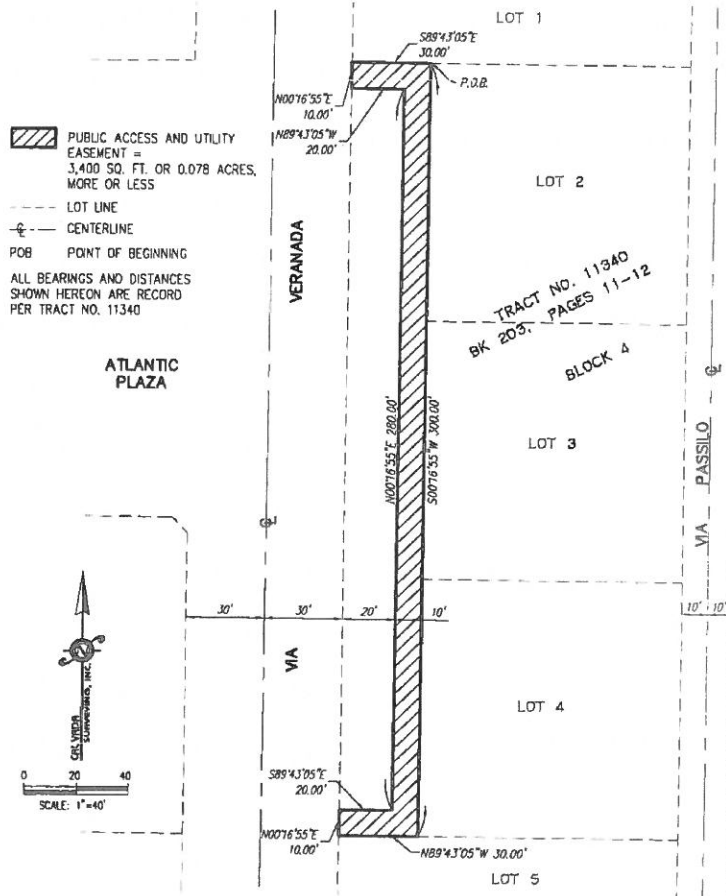 LOT 1
S89°43'05"E
30.00'
P.O.B.
N00°16'55"E
10.00'
N89°43'05"W
20.00'
PUBLIC ACCESS AND UTILITY
EASEMENT =
3,400 SQ. FT. OR 0.078 ACRES,
MORE OR LESS
LOT LINE
CENTERLINE
POB POINT OF BEGINNING
ALL BEARINGS AND DISTANCES
SHOWN HEREON ARE RECORD
PER TRACT NO. 11340
LOT 2
VERANADA
TRACT NO. 11340
BK 203, PAGES 11-12
BLOCK 4
ATLANTIC
PLAZA
N00°16'55"E 280.00'
S00°16'55"W 300.00'
LOT 3
VIA PASSILO
30'
30'
20'
10'
10'
10'
VIA
CALVADA
SURVEYING, INC.
LOT 4
0 20 40
SCALE: 1"=40'
S89°43'05"E
20.00'
N00°16'55"E
10.00'
N89°43'05"W 30.00'
LOT 5